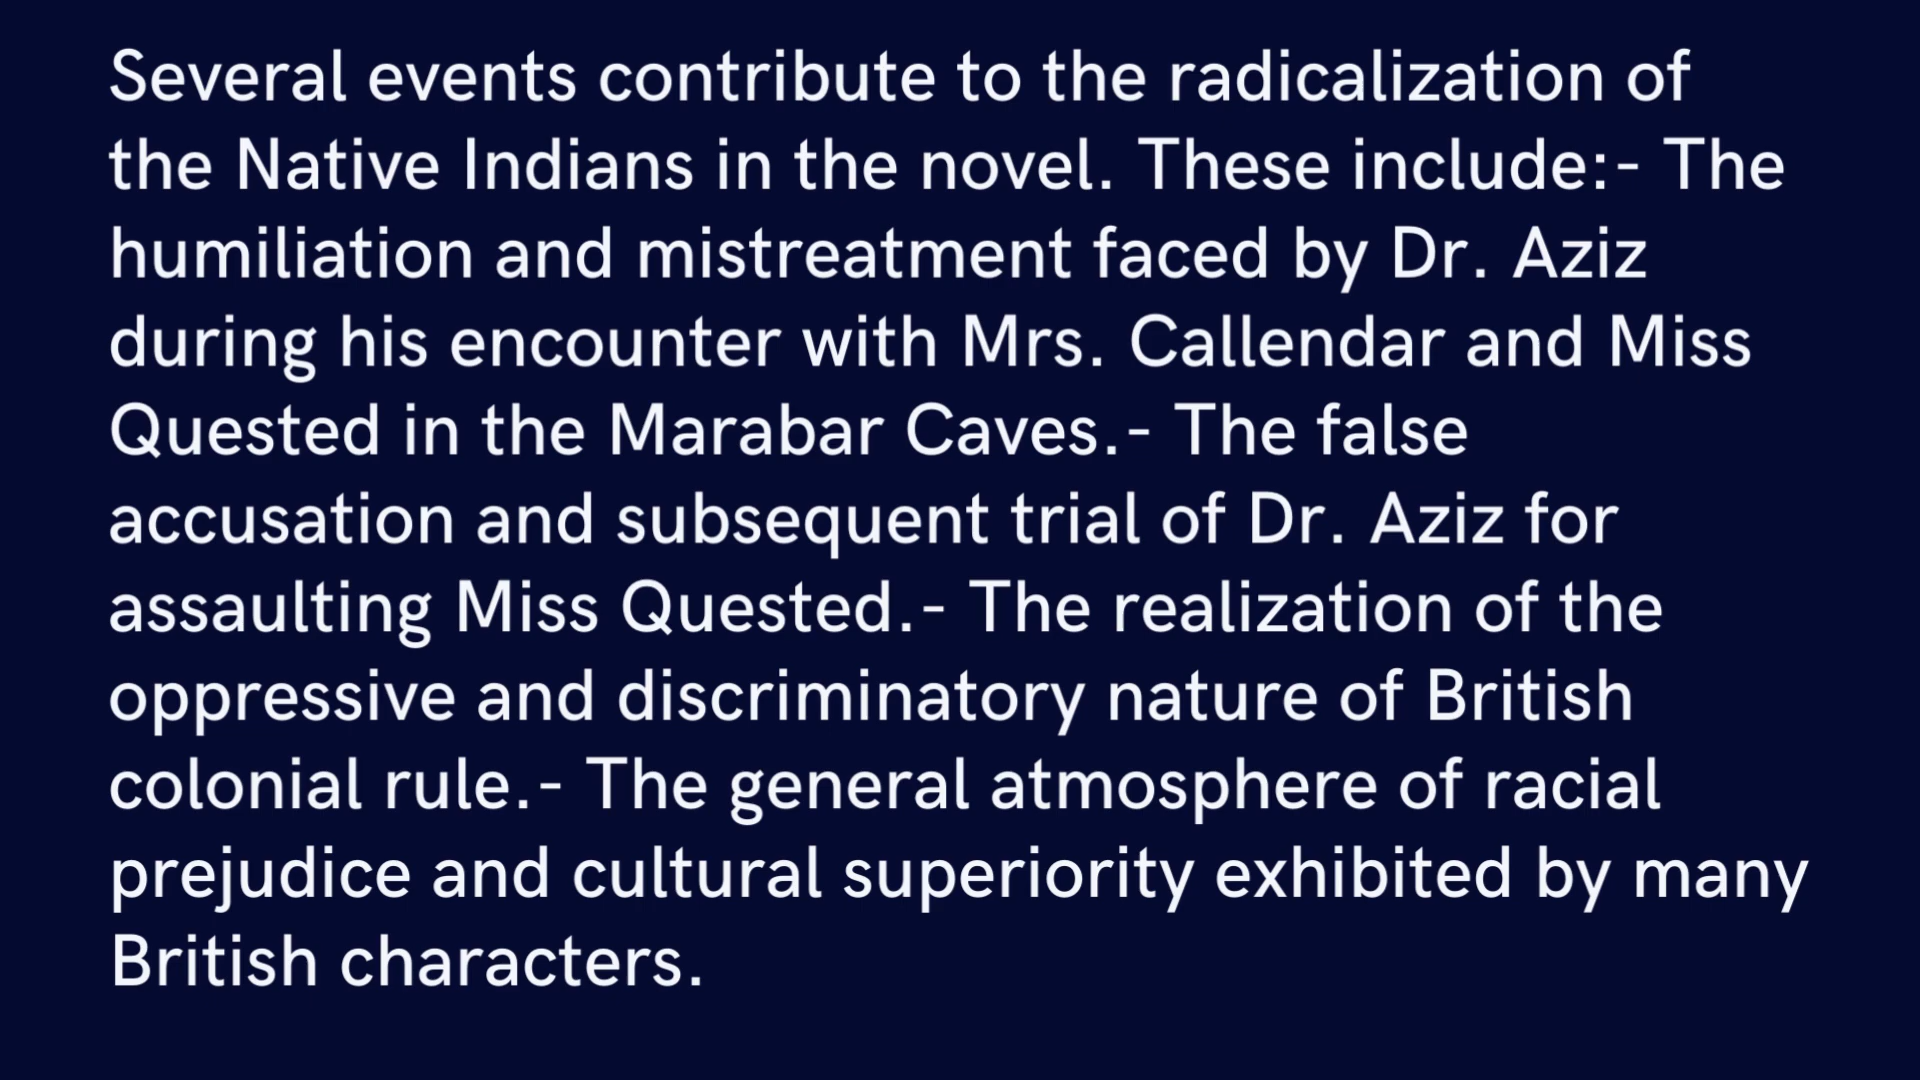 Several events contribute to the radicalization of
the Native Indians in the novel. These include:- The
humiliation and mistreatment faced by Dr. Aziz
during his encounter with Mrs. Callendar and Miss
Quested in the Marabar Caves.- The false
accusation and subsequent trial of Dr. Aziz for
assaulting Miss Quested.- The realization of the
oppressive and discriminatory nature of British
colonial rule.- The general atmosphere of racial
prejudice and cultural superiority exhibited by many
British characters.